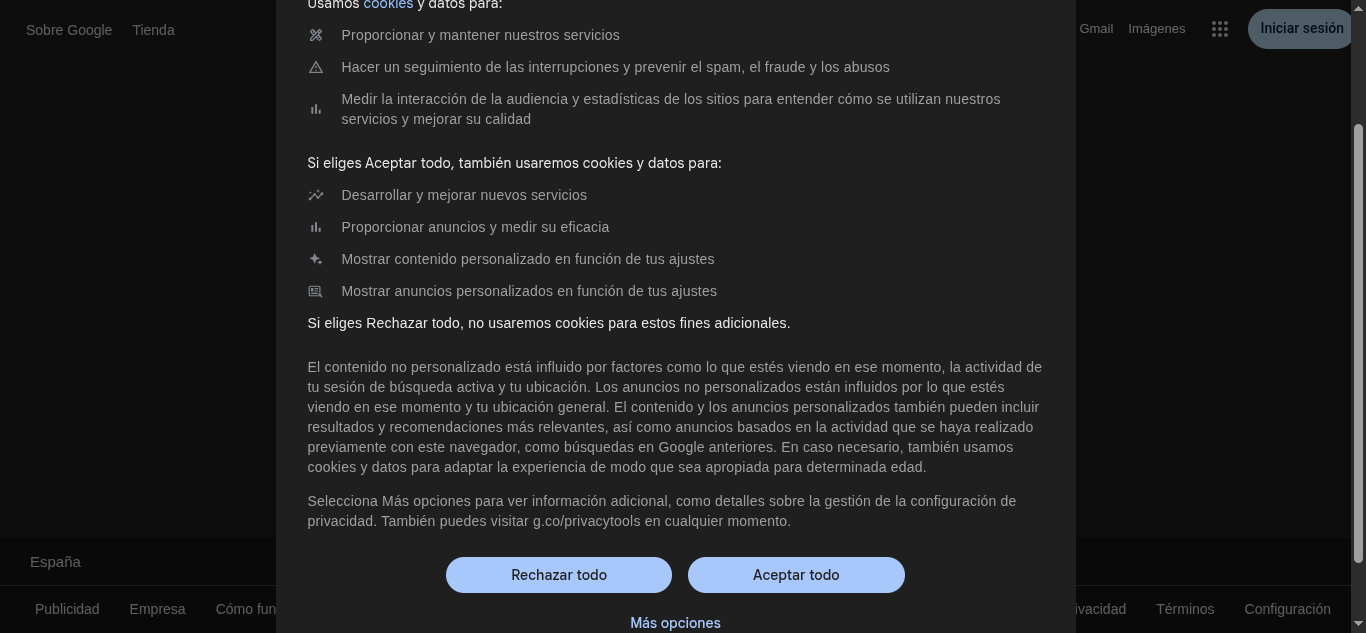 Usamos cookies y datos para:
Sobre Google Tienda
Gmail Imágenes Iniciar sesión
Proporcionar y mantener nuestros servicios
Hacer un seguimiento de las interrupciones y prevenir el spam, el fraude y los abusos
Medir la interacción de la audiencia y estadísticas de los sitios para entender cómo se utilizan nuestros
servicios y mejorar su calidad
Si eliges Aceptar todo, también usaremos cookies y datos para:
Desarrollar y mejorar nuevos servicios
Proporcionar anuncios y medir su eficacia
Mostrar contenido personalizado en función de tus ajustes
Mostrar anuncios personalizados en función de tus ajustes
Si eliges Rechazar todo, no usaremos cookies para estos fines adicionales.
El contenido no personalizado está influido por factores como lo que estés viendo en ese momento, la actividad de
tu sesión de búsqueda activa y tu ubicación. Los anuncios no personalizados están influidos por lo que estés
viendo en ese momento y tu ubicación general. El contenido y los anuncios personalizados también pueden incluir
resultados y recomendaciones más relevantes, así como anuncios basados en la actividad que se haya realizado
previamente con este navegador, como búsquedas en Google anteriores. En caso necesario, también usamos
cookies y datos para adaptar la experiencia de modo que sea apropiada para determinada edad.
Selecciona Más opciones para ver información adicional, como detalles sobre la gestión de la configuración de
privacidad. También puedes visitar g.co/privacytools en cualquier momento.
España
Rechazar todo Aceptar todo
Publicidad Empresa Cómo fun ivacidad Términos Configuración
Más opciones